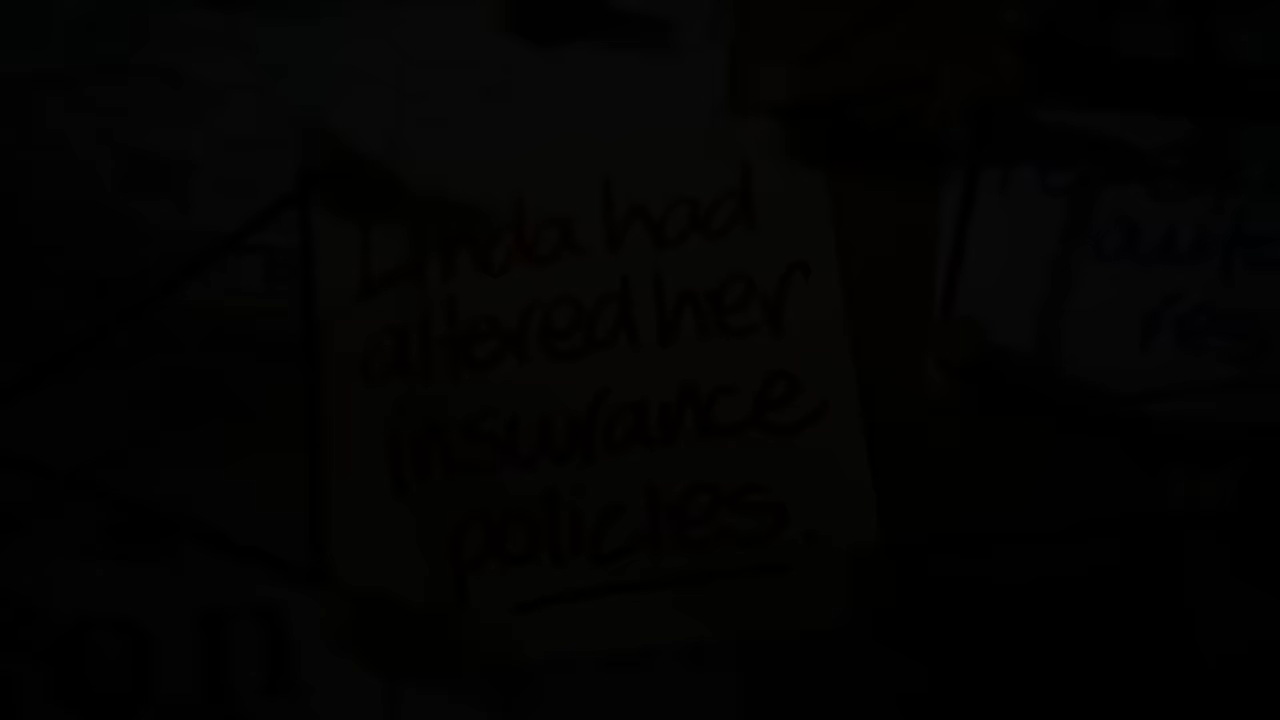 Linda had
altered her
insurance
policies.